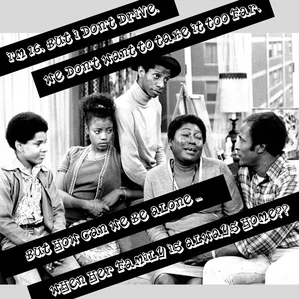 I'm 16. But I don't drive.
We don't want to take it too far.
But how can we be alone --
when her family is always home??